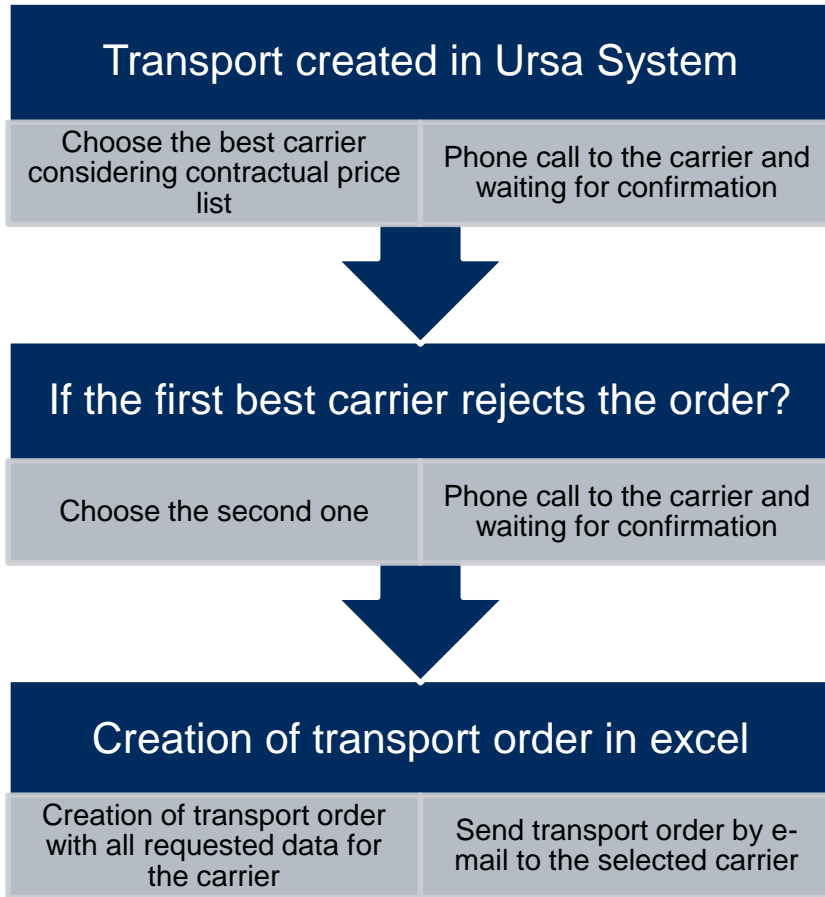 Transport created in Ursa System
Choose the best carrier
considering contractual price
list
Phone call to the carrier and
waiting for confirmation
If the first best carrier rejects the order?
Choose the second one
Phone call to the carrier and
waiting for confirmation
Creation of transport order in excel
Creation of transport order
with all requested data for
the carrier
Send transport order by e-
mail to the selected carrier